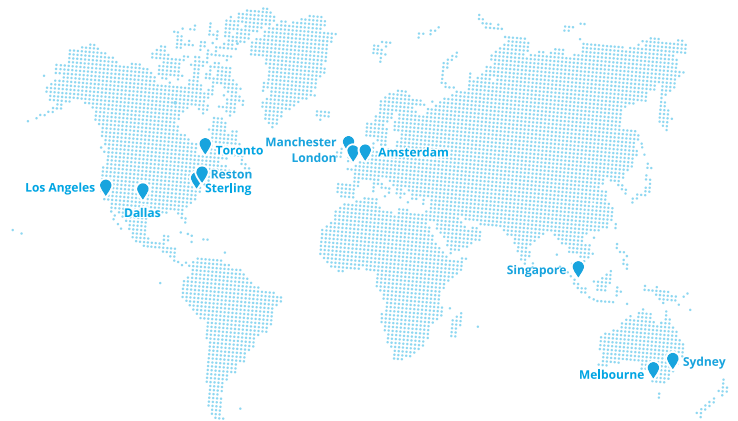 Toronto
Manchester
London
Amsterdam
Reston
Sterling
Los Angeles
Dallas
Singapore
Sydney
Melbourne